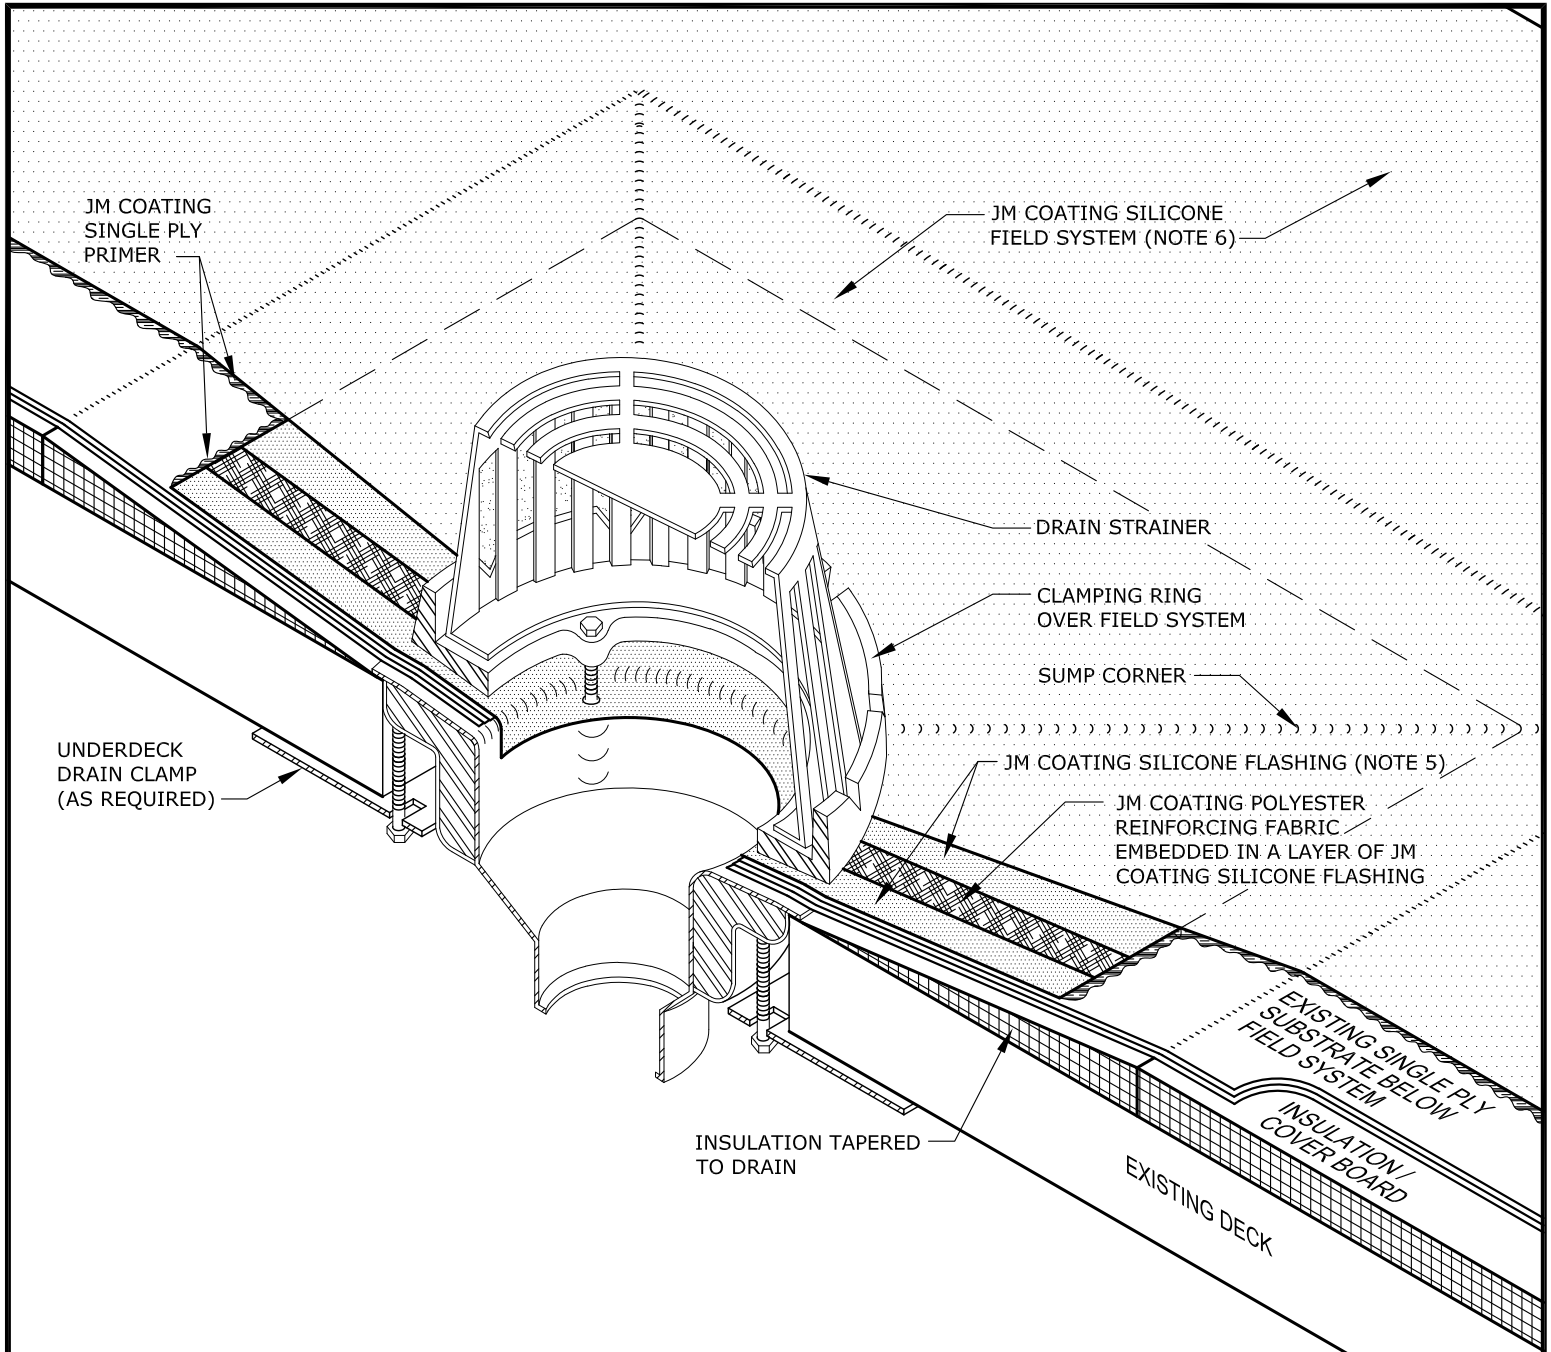 JM COATING
SINGLE PLY
PRIMER
JM COATING SILICONE
FIELD SYSTEM (NOTE 6)
DRAIN STRAINER
CLAMPING RING
OVER FIELD SYSTEM
SUMP CORNER
UNDERDECK
DRAIN CLAMP
(AS REQUIRED)
JM COATING SILICONE FLASHING (NOTE 5)
JM COATING POLYESTER
REINFORCING FABRIC
EMBEDDED IN A LAYER OF JM
COATING SILICONE FLASHING
EXISTING SINGLE PLY
SUBSTRATE BELOW
FIELD SYSTEM
INSULATION/
COVER BOARD
INSULATION TAPERED
TO DRAIN
EXISTING DECK